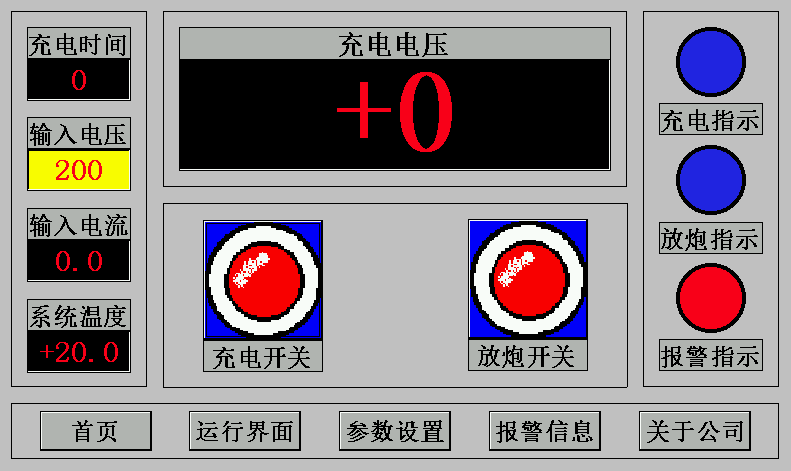 充电时间
0
输入电压
200
输入电流
0.0
系统温度
+20.0
充电电压
+0
充电开关
放炮开关
充电指示
放炮指示
报警指示
首页
运行界面
参数设置
报警信息
关于公司